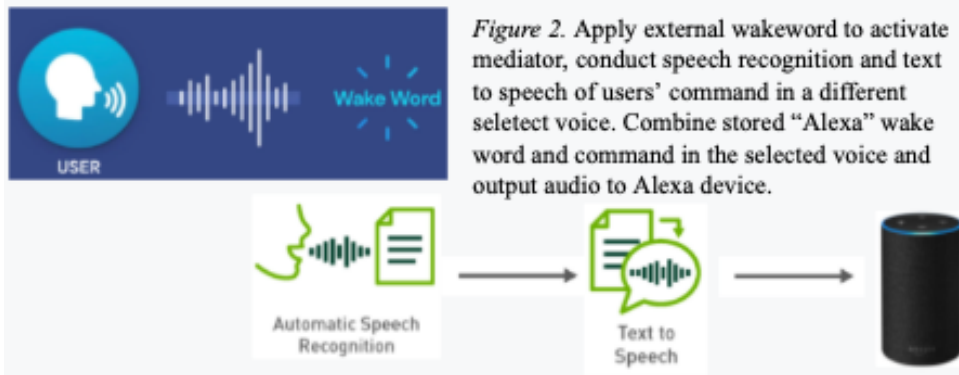 Figure 2. Apply external wakeword to activate
mediator, conduct speech recognition and text
to speech of users' command in a different
seletect voice. Combine stored “Alexa” wake
word and command in the selected voice and
output audio to Alexa device.
Wake Word
USER
Automatic Speech
Recognition
Text to
Speech